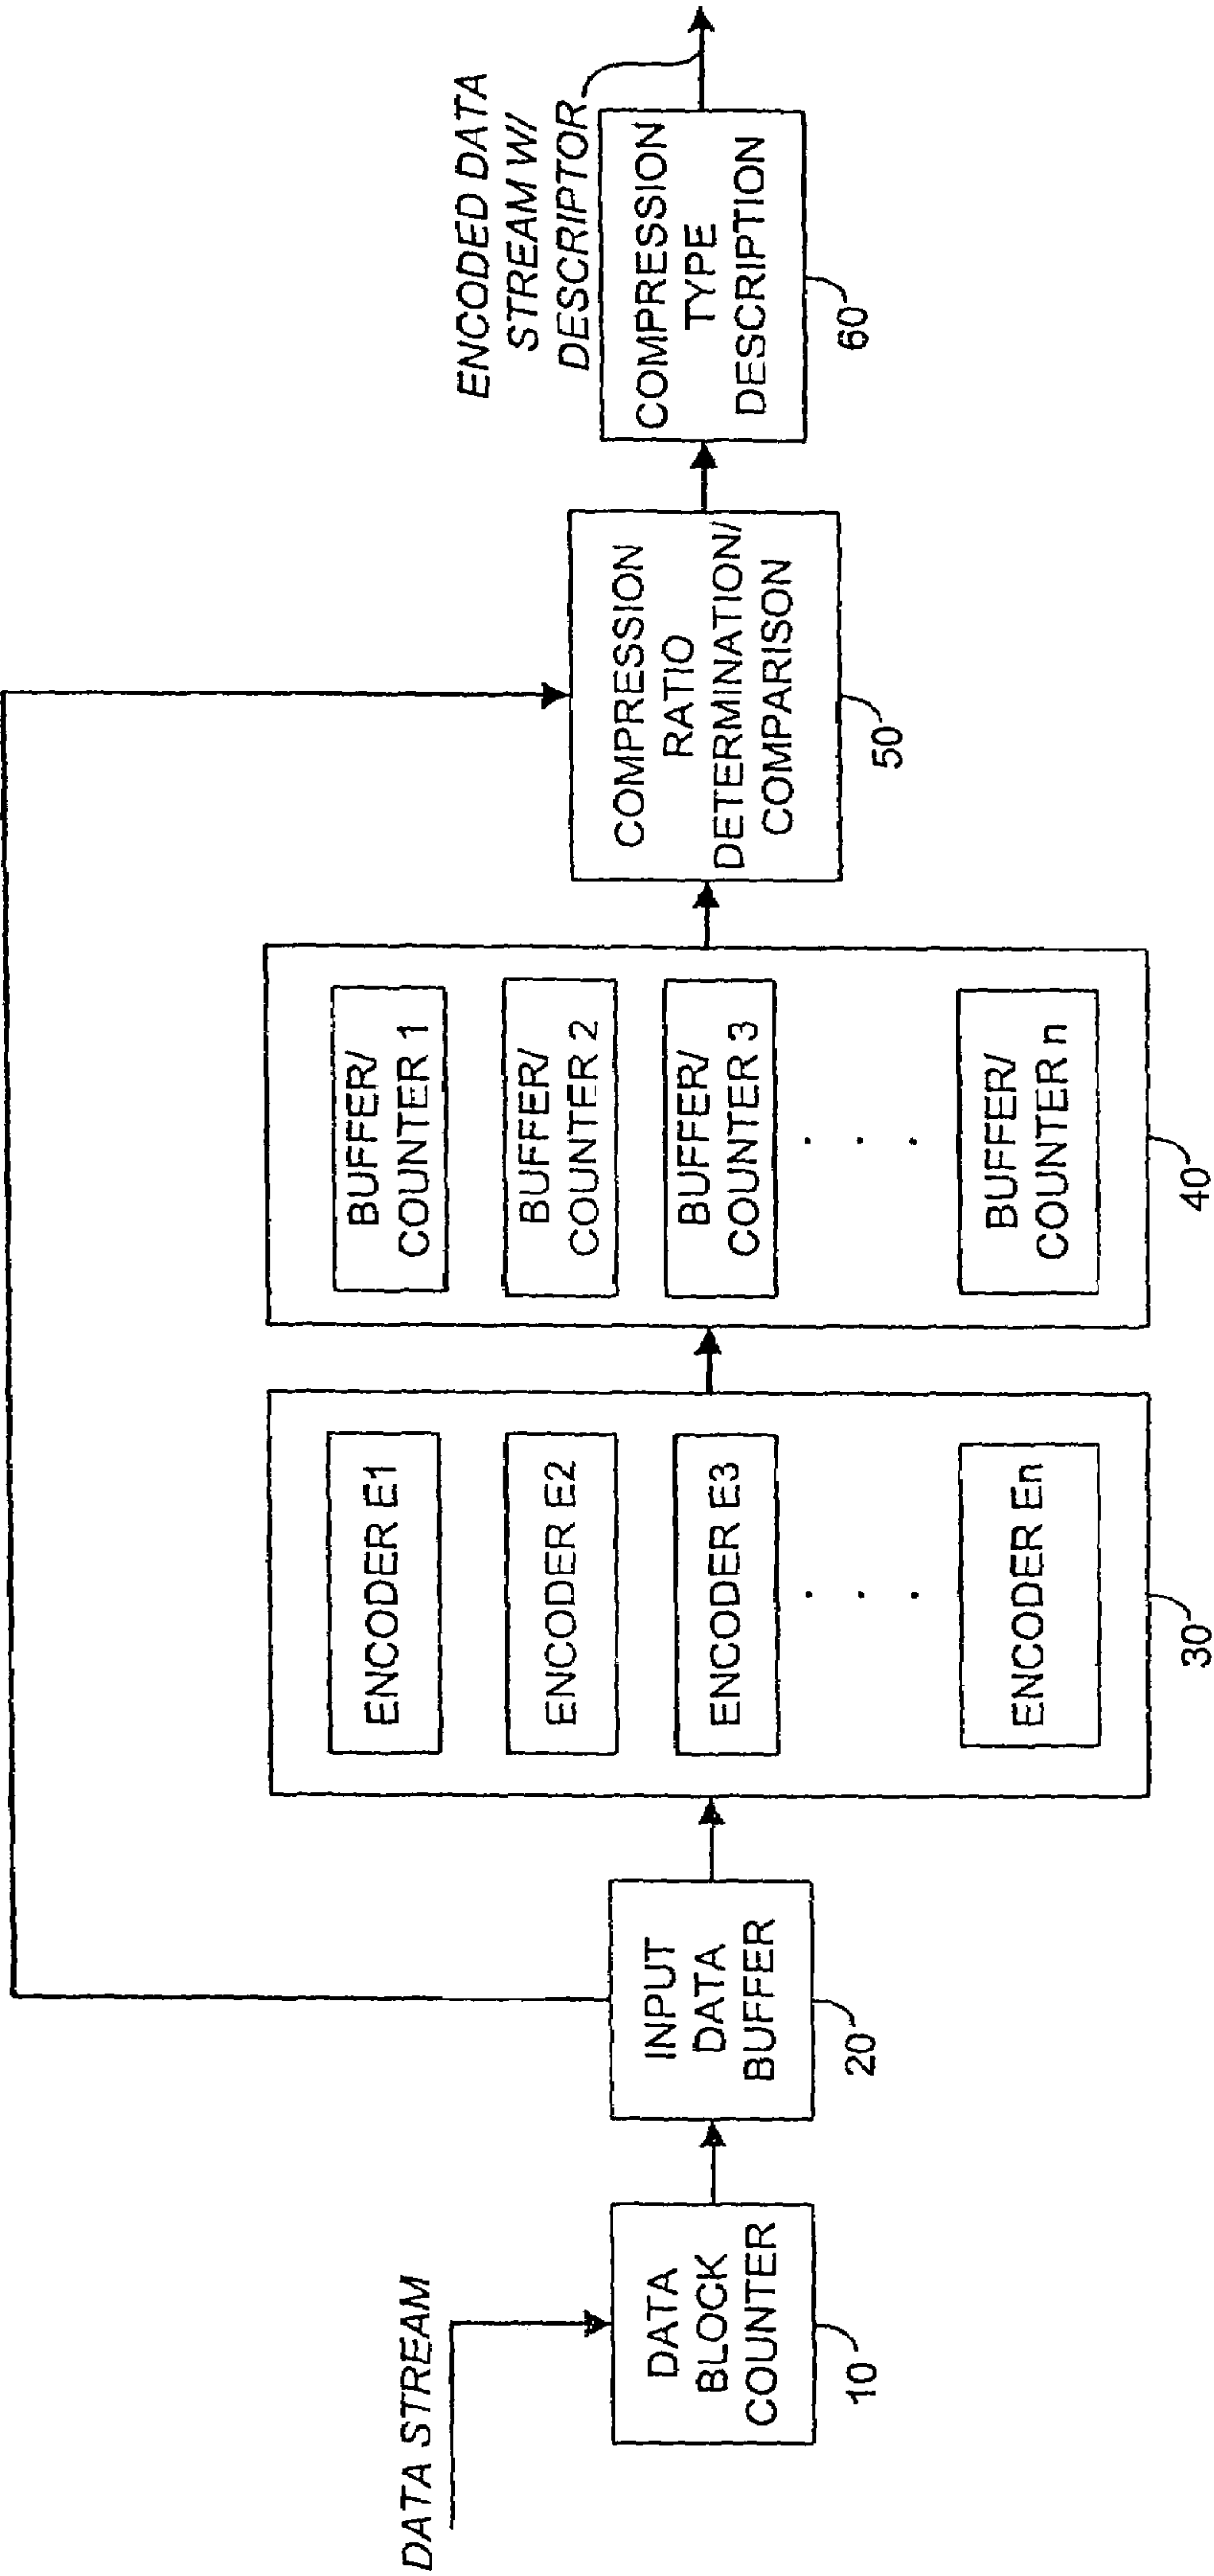 DATA STREAM
DATA
BLOCK
COUNTER
10
INPUT
DATA
BUFFER
20
ENCODER E1
ENCODER E2
ENCODER E3
. . .
ENCODER En
30
BUFFER/
COUNTER 1
BUFFER/
COUNTER 2
BUFFER/
COUNTER 3
. . .
BUFFER/
COUNTER n
40
COMPRESSION
RATIO
DETERMINATION/
COMPARISON
50
COMPRESSION
TYPE
DESCRIPTION
60
ENCODED DATA
STREAM W/
DESCRIPTOR